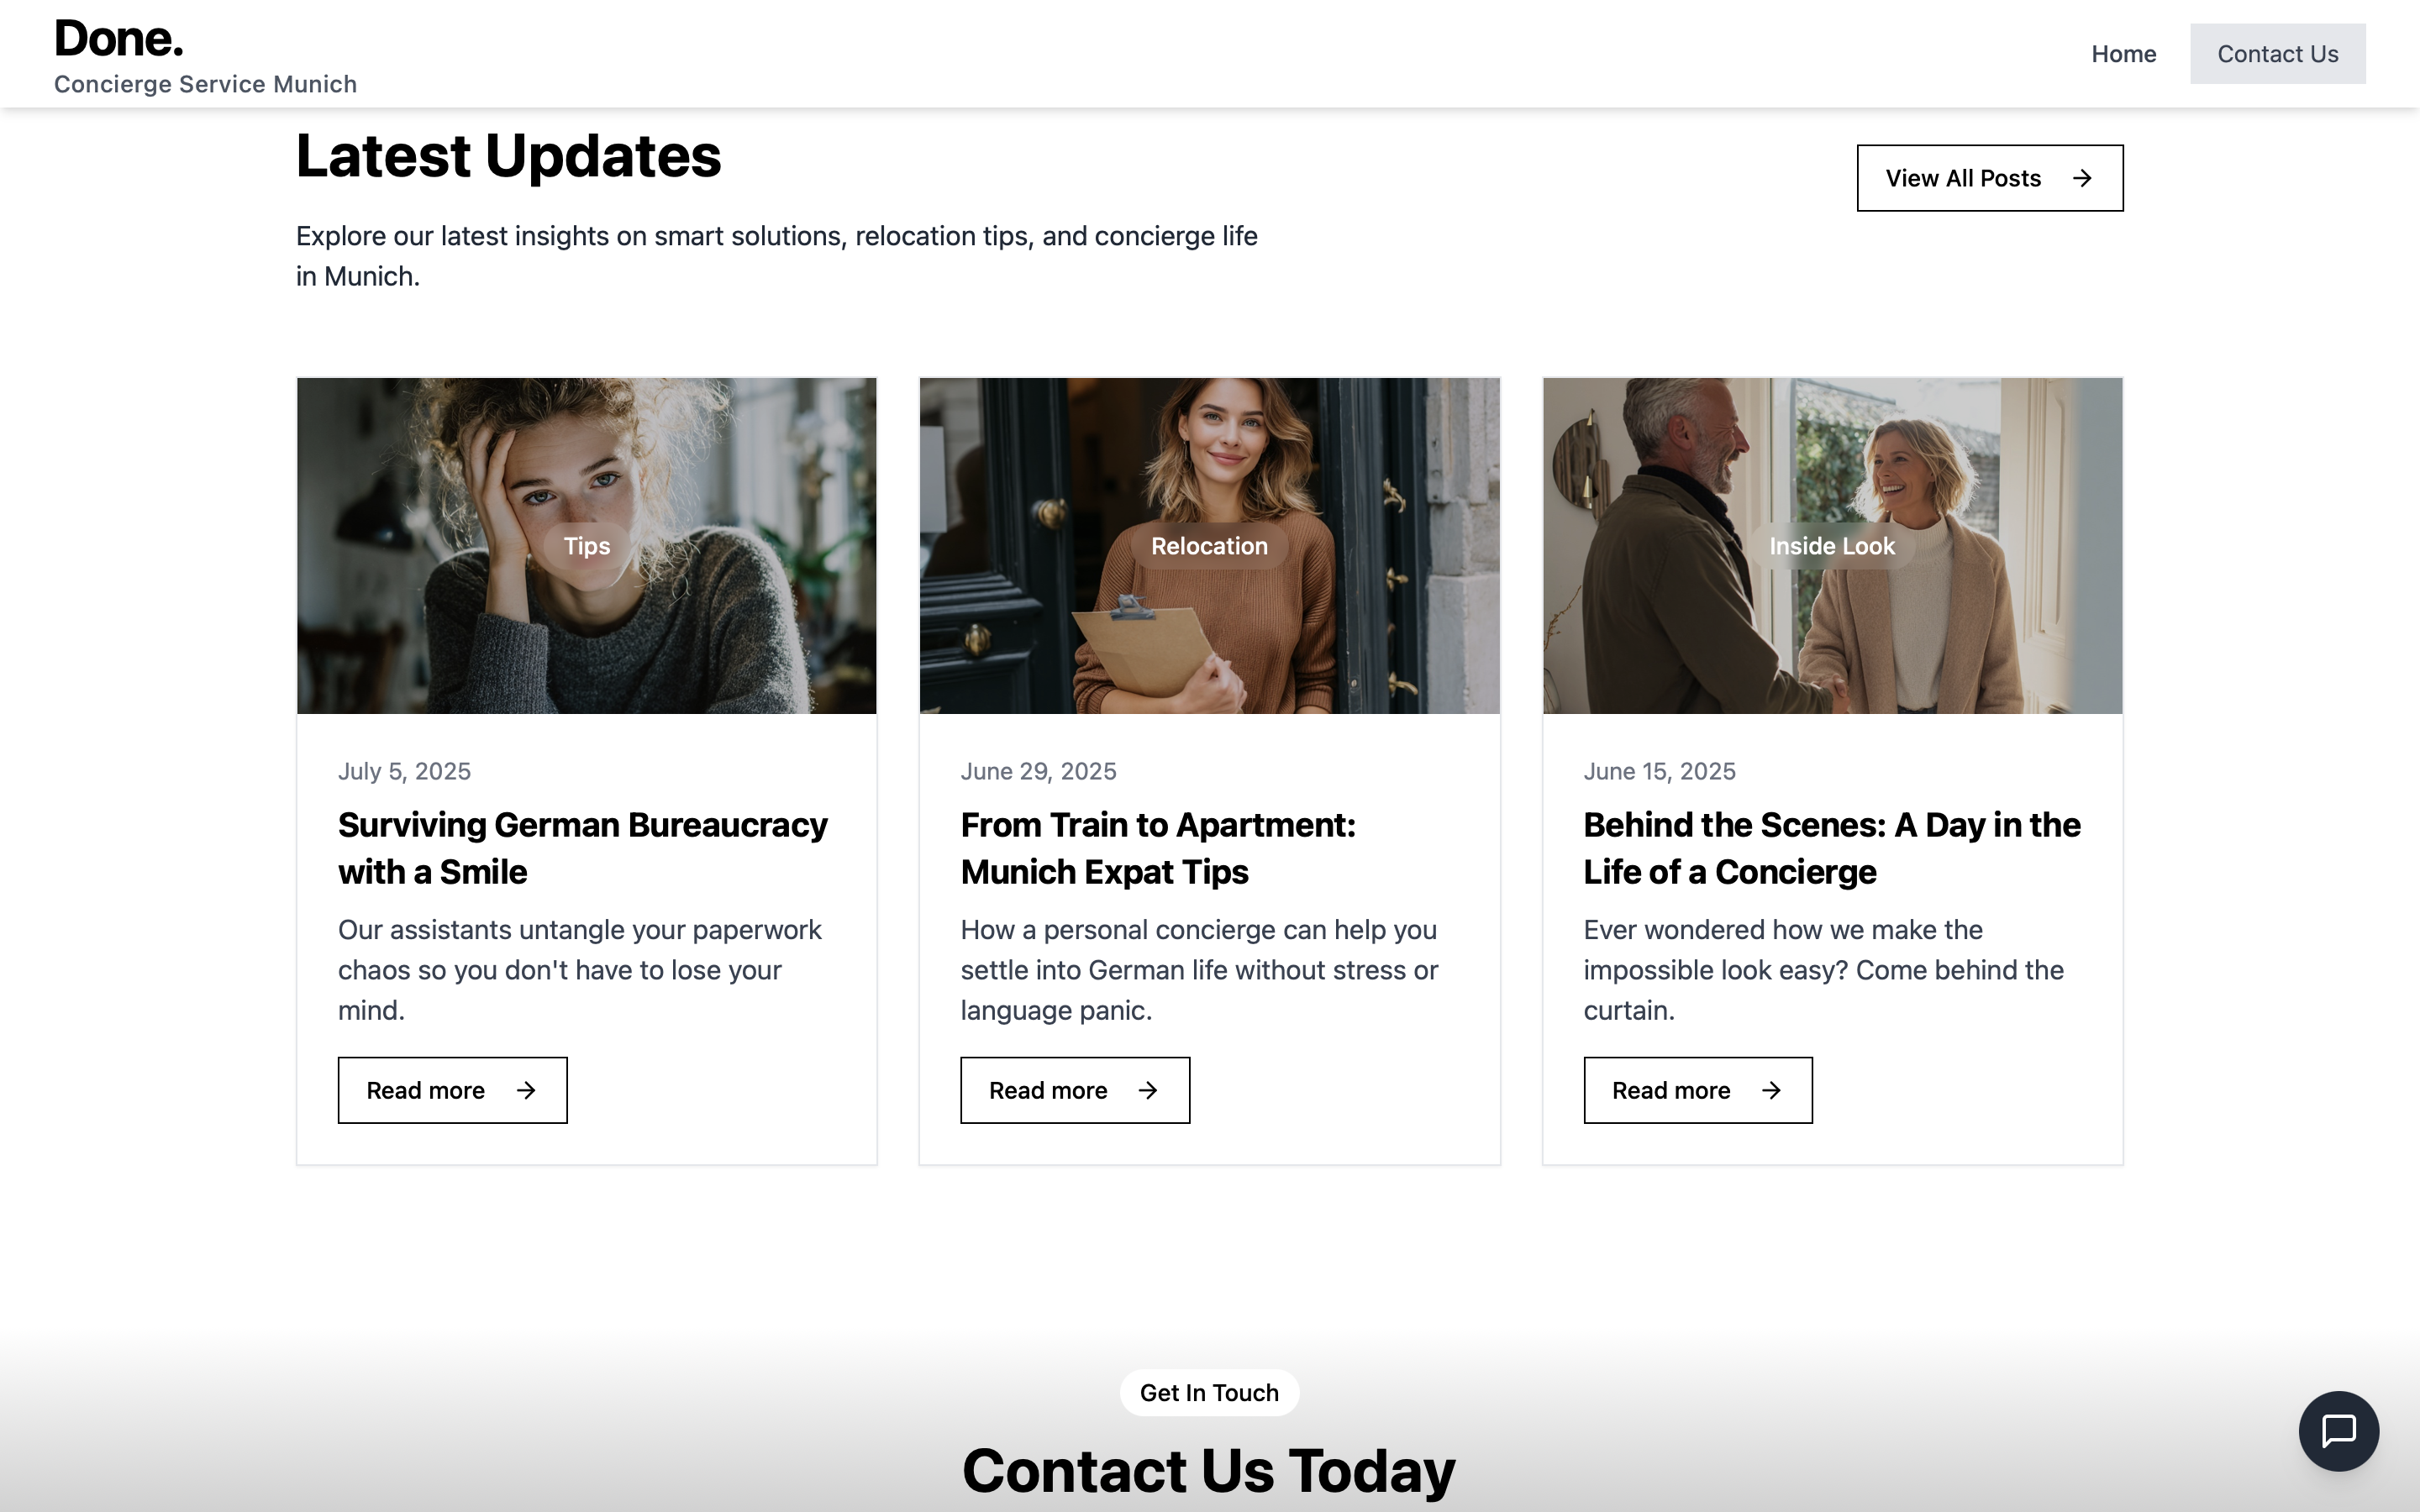 Done.
Concierge Service Munich
Home
Contact Us
Latest Updates
View All Posts
Explore our latest insights on smart solutions, relocation tips, and concierge life
in Munich.
Tips
July 5, 2025
Surviving German Bureaucracy
with a Smile
Our assistants untangle your paperwork
chaos so you don't have to lose your
mind.
Read more
Relocation
June 29, 2025
From Train to Apartment:
Munich Expat Tips
How a personal concierge can help you
settle into German life without stress or
language panic.
Read more
Inside Look
June 15, 2025
Behind the Scenes: A Day in the
Life of a Concierge
Ever wondered how we make the
impossible look easy? Come behind the
curtain.
Read more
Get In Touch
Contact Us Today